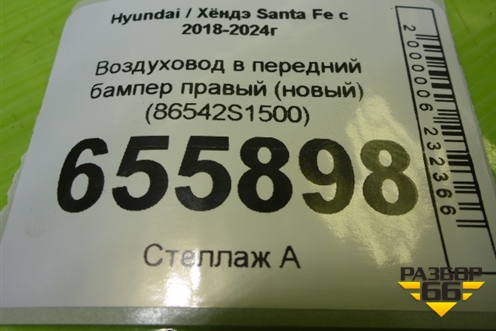 Hyundai / Хёндэ Santa Fe с
2018-2024г
Воздуховод в передний
бампер правый (новый)
(86542S1500)
655898
Стеллаж А
2000006232366
РАЗБОР
66